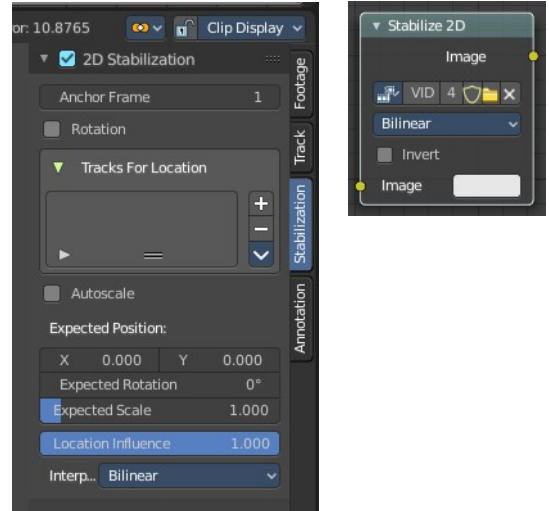 or: 10.8765 Clip Display
2D Stabilization
Anchor Frame 1
Rotation
Tracks For Location
Autoscale
Expected Position:
X 0.000 Y 0.000
Expected Rotation 0°
Expected Scale 1.000
Location Influence 1.000
Interp... Bilinear
Footage
Track
Stabilization
Annotation
Stabilize 2D
Image
VID 4
Bilinear
Invert
Image